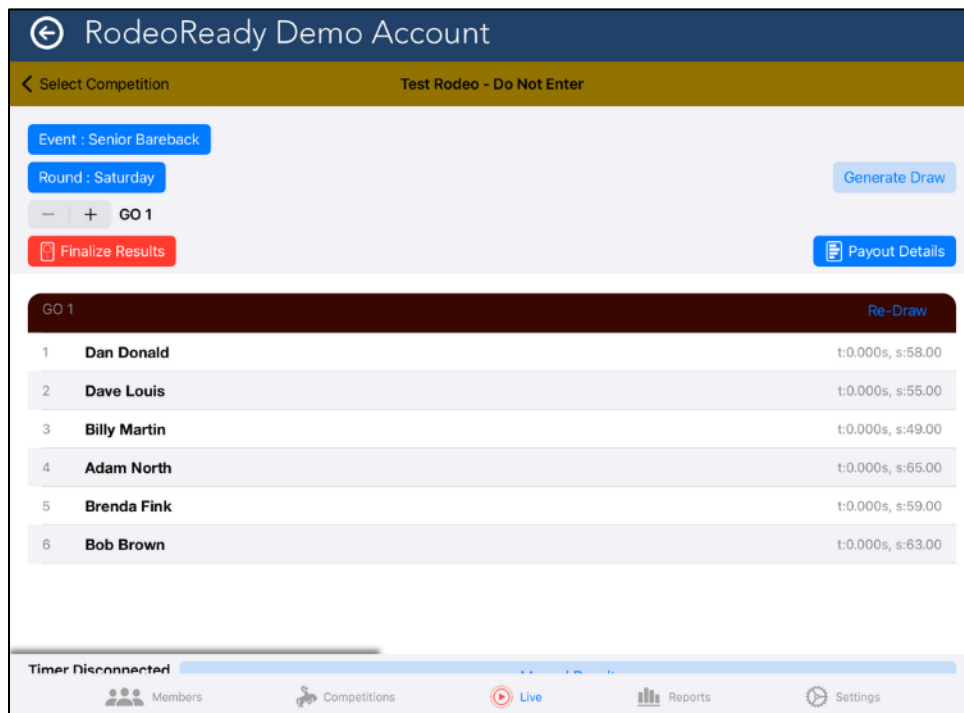 RodeoReady Demo Account
Select Competition Test Rodeo - Do Not Enter
Event : Senior Bareback
Round : Saturday Generate Draw
− + GO 1
Finalize Results Payout Details
GO 1 Re-Draw
1 Dan Donald t:0.000s, s:58.00
2 Dave Louis t:0.000s, s:55.00
3 Billy Martin t:0.000s, s:49.00
4 Adam North t:0.000s, s:65.00
5 Brenda Fink t:0.000s, s:59.00
6 Bob Brown t:0.000s, s:63.00
Timer Disconnected
Members Competitions Live Reports Settings